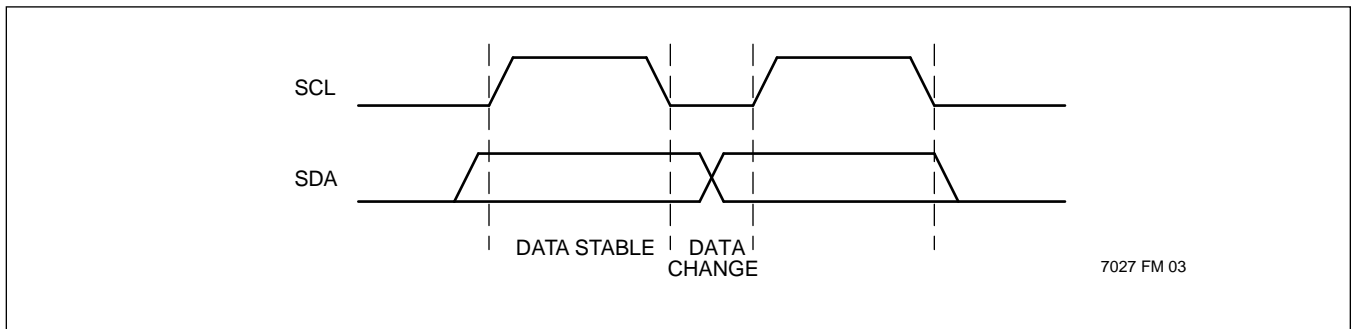 SCL
SDA
DATA STABLE
DATA
CHANGE
7027 FM 03